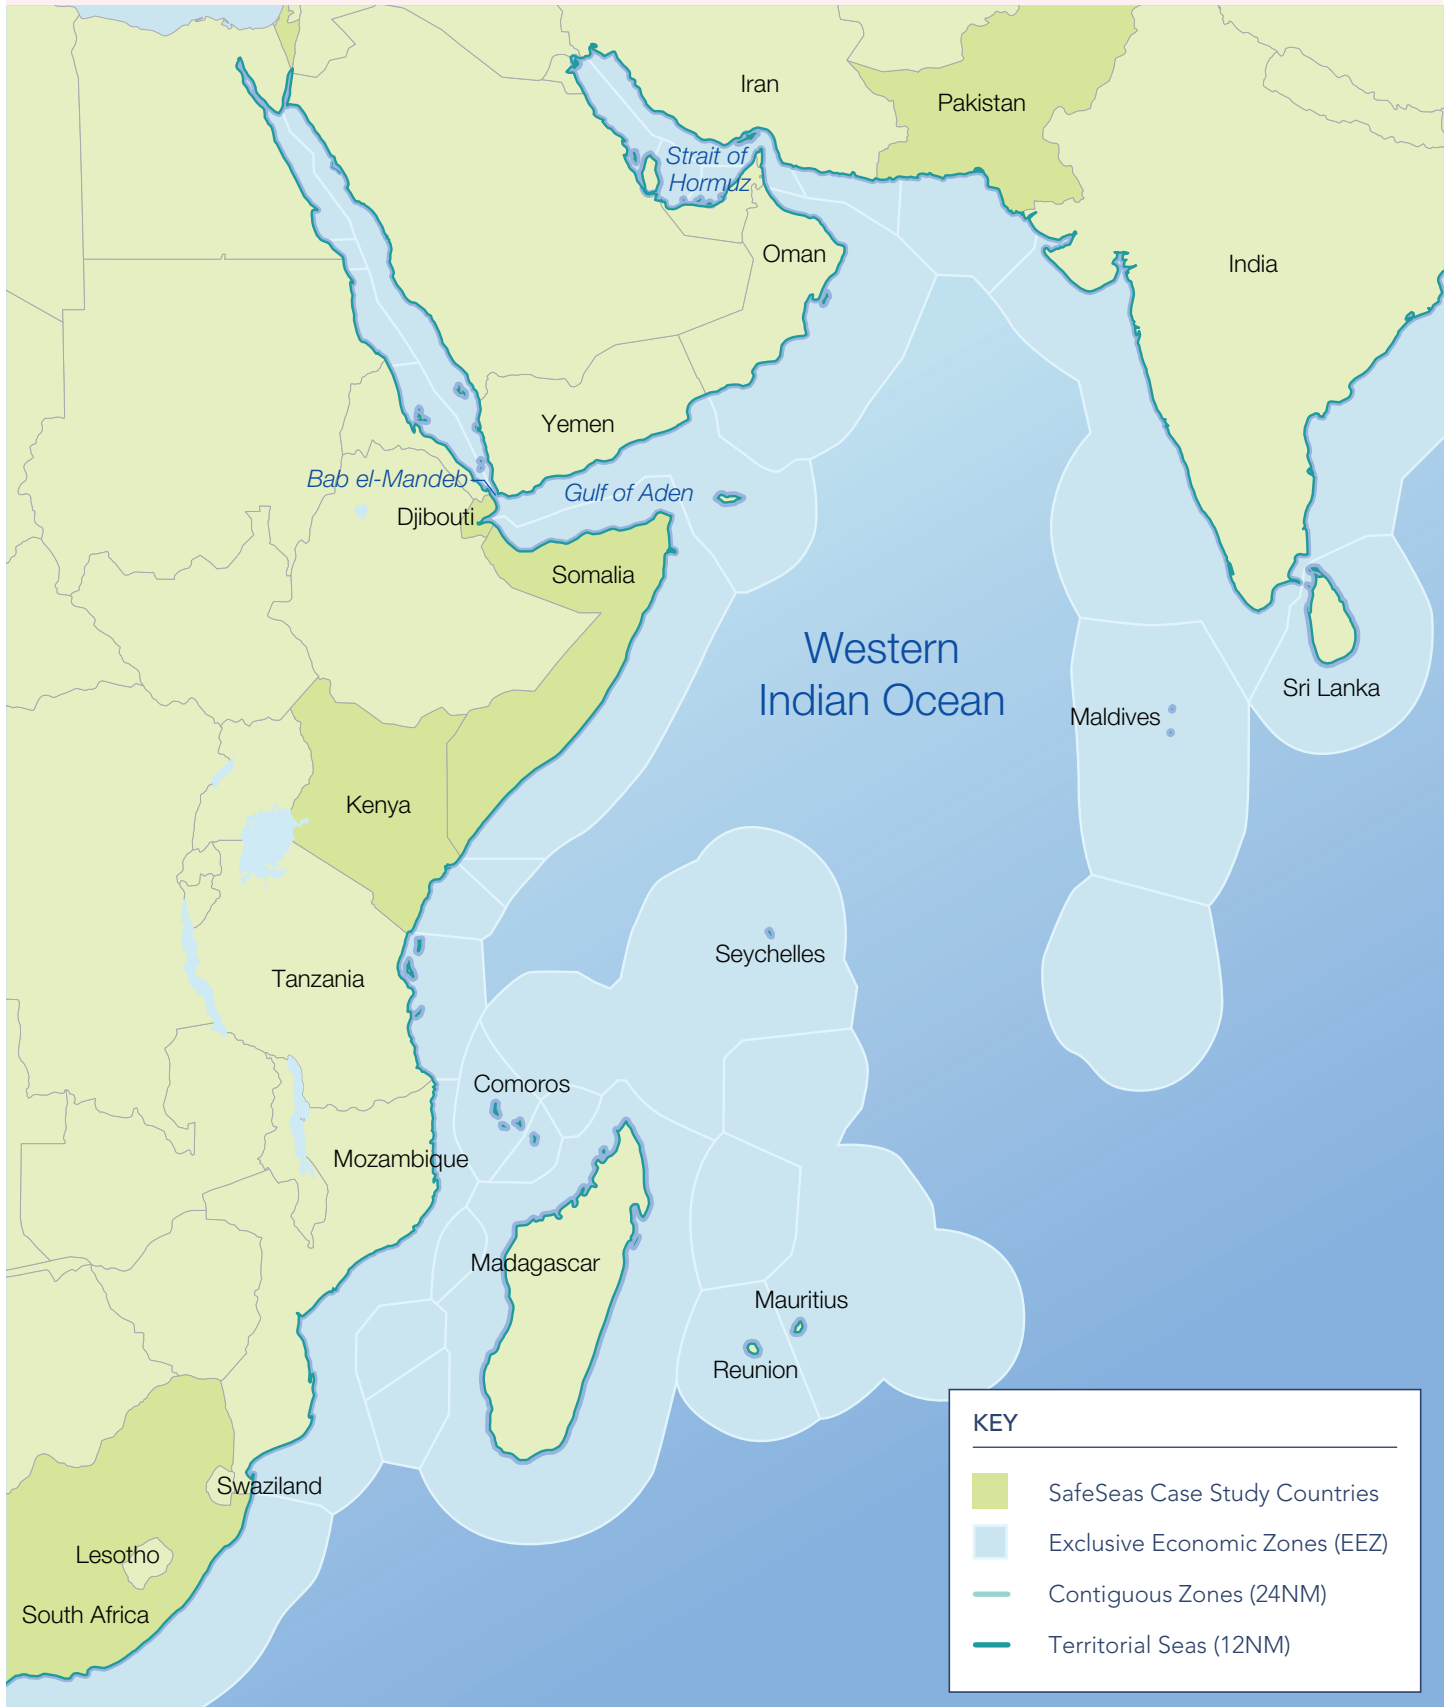 Iran
Pakistan
Strait of
Hormuz
Oman
India
Yemen
Bab el-Mandeb
Gulf of Aden
Djibouti
Somalia
Western
Indian Ocean
Sri Lanka
Maldives
Kenya
Seychelles
Tanzania
Comoros
Mozambique
Madagascar
Mauritius
Reunion
Swaziland
Lesotho
South Africa
KEY
SafeSeas Case Study Countries
Exclusive Economic Zones (EEZ)
Contiguous Zones (24NM)
Territorial Seas (12NM)